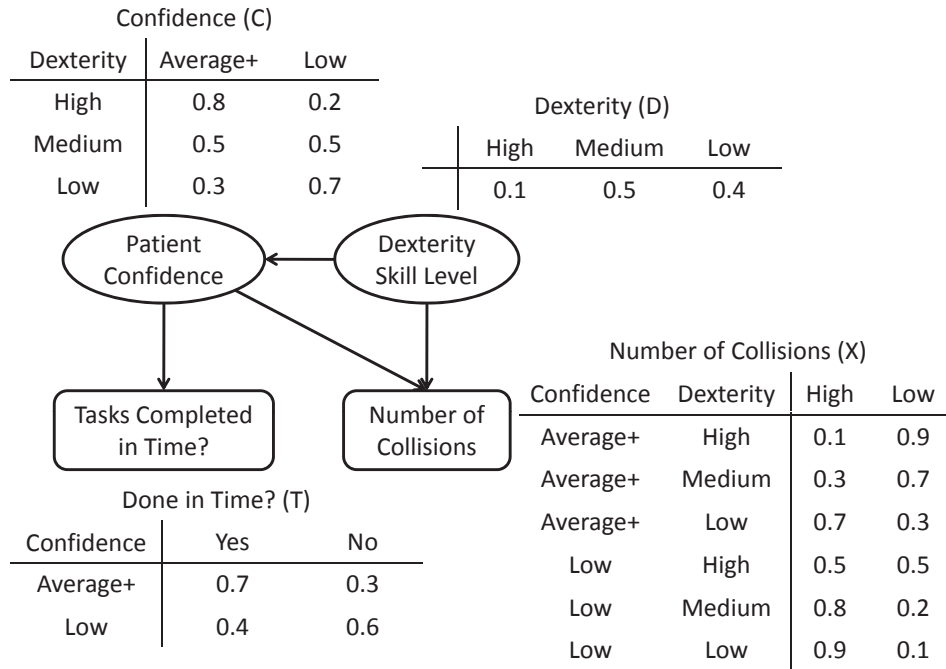 Confidence (C)
Dexterity Average+ Low
High 0.8 0.2
Medium 0.5 0.5
Low 0.3 0.7
Dexterity (D)
High Medium Low
0.1 0.5 0.4
Patient
Confidence
Dexterity
Skill Level
Tasks Completed
in Time?
Number of
Collisions
Number of Collisions (X)
Confidence Dexterity High Low
Average+ High 0.1 0.9
Average+ Medium 0.3 0.7
Average+ Low 0.7 0.3
Low High 0.5 0.5
Low Medium 0.8 0.2
Low Low 0.9 0.1
Done in Time? (T)
Confidence Yes No
Average+ 0.7 0.3
Low 0.4 0.6